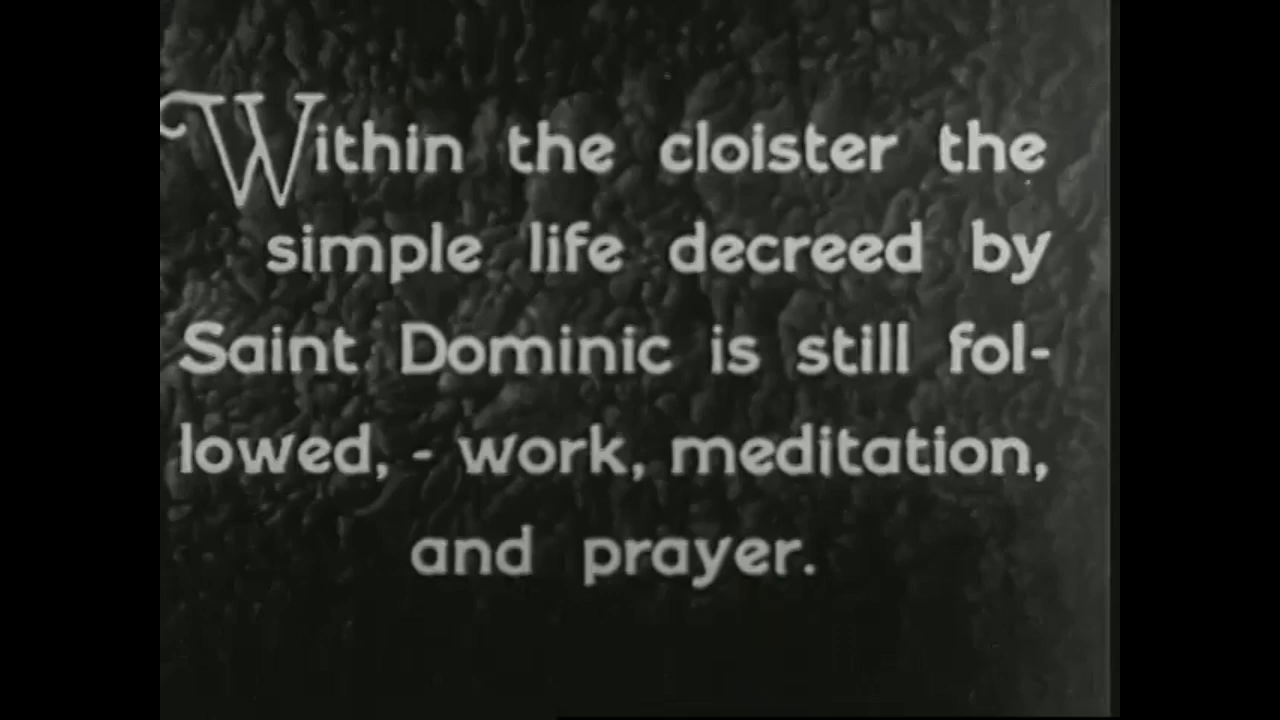 Within the cloister the
simple life decreed by
Saint Dominic is still fol-
lowed, - work, meditation,
and prayer.